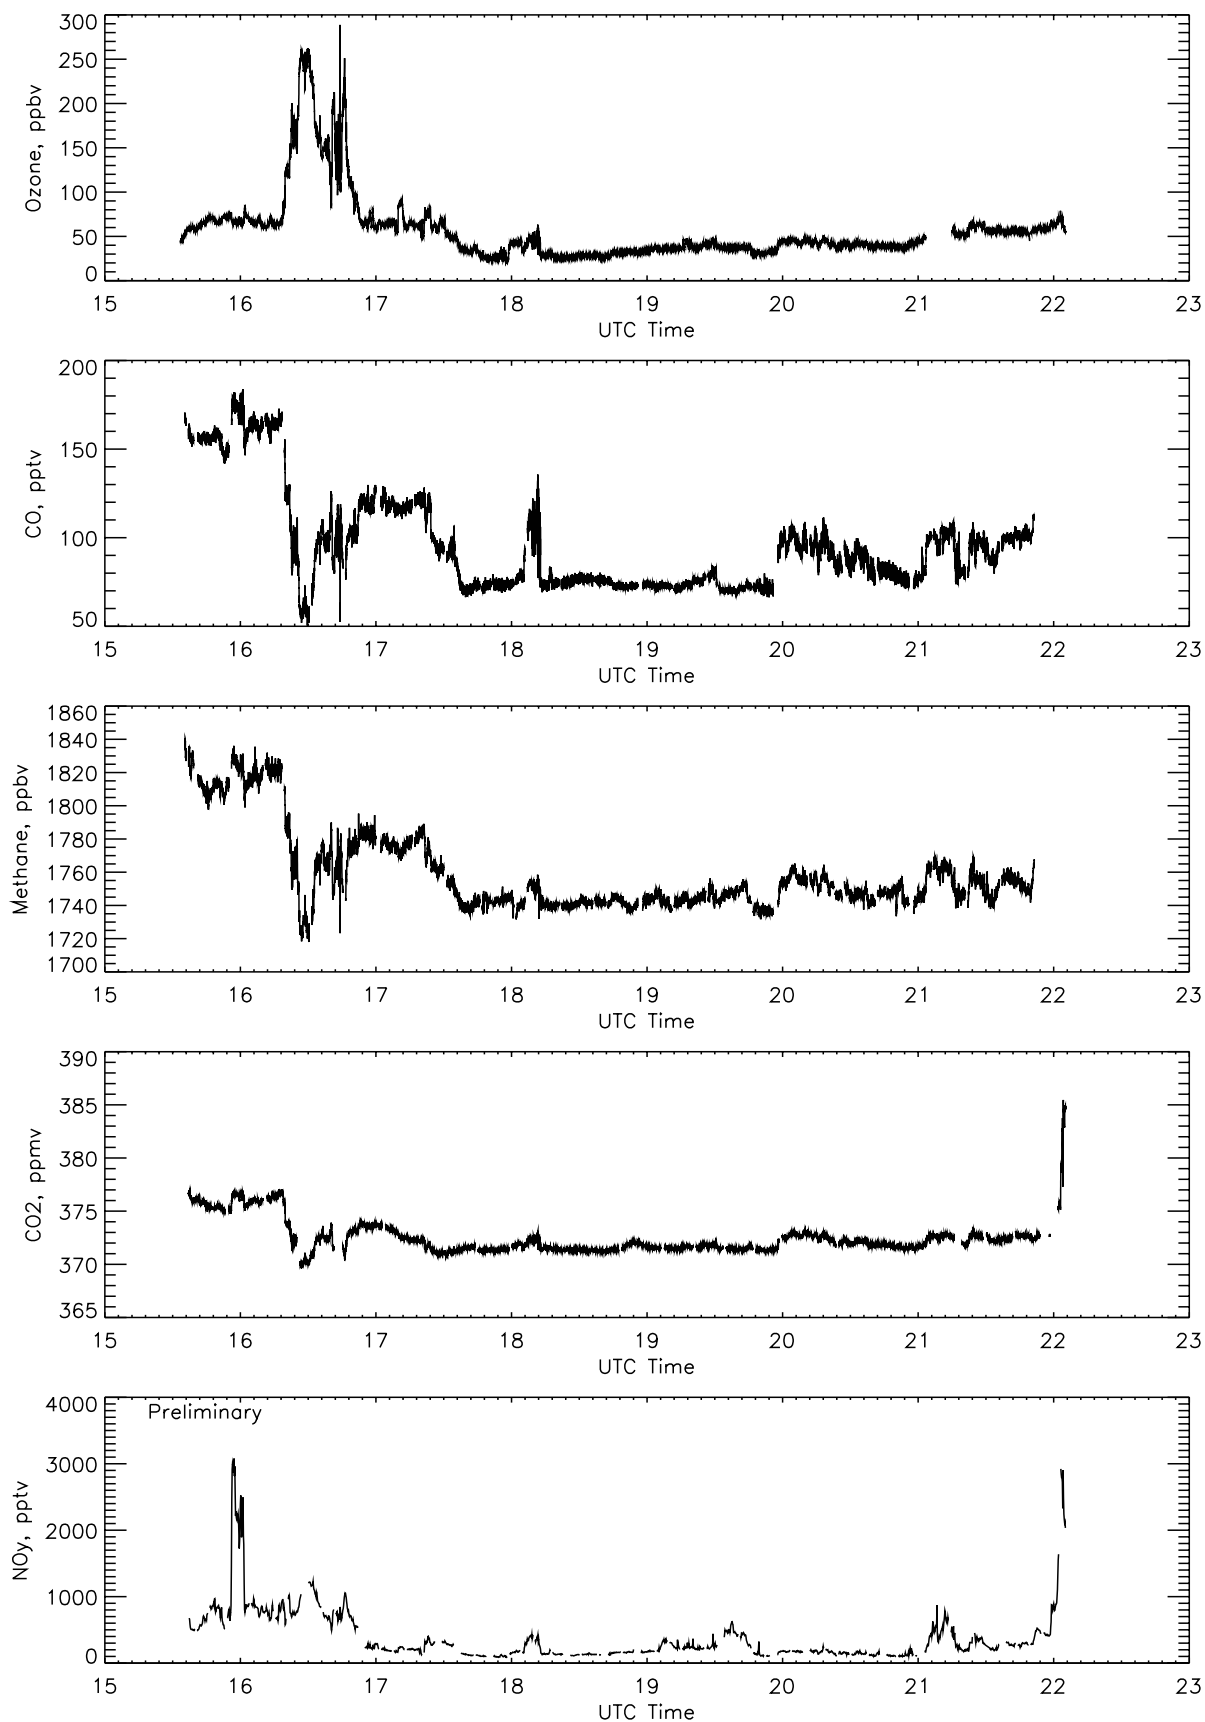 300
250
200
150
100
50
0
Ozone, ppbv
15 16 17 18 19 20 21 22 23
UTC Time
200
150
100
50
CO, pptv
15 16 17 18 19 20 21 22 23
UTC Time
1860
1840
1820
1800
1780
1760
1740
1720
1700
Methane, ppbv
15 16 17 18 19 20 21 22 23
UTC Time
390
385
380
375
370
365
CO2, ppmv
15 16 17 18 19 20 21 22 23
UTC Time
Preliminary
4000
3000
2000
1000
0
NOy, pptv
15 16 17 18 19 20 21 22 23
UTC Time